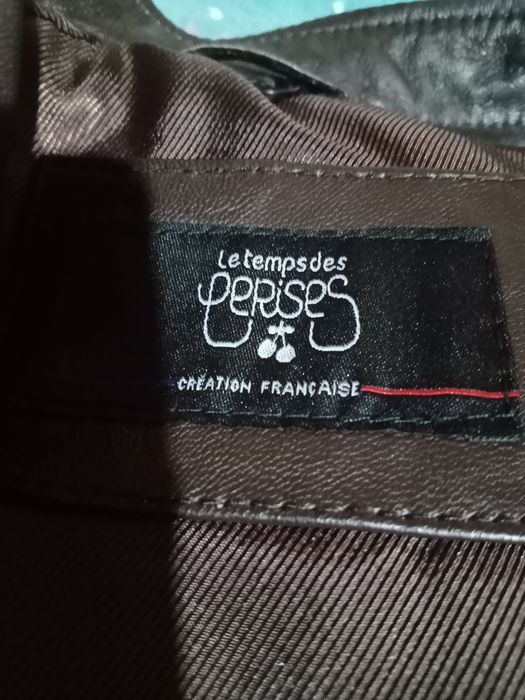 Le temps des
cerises
CRÉATION FRANÇAISE